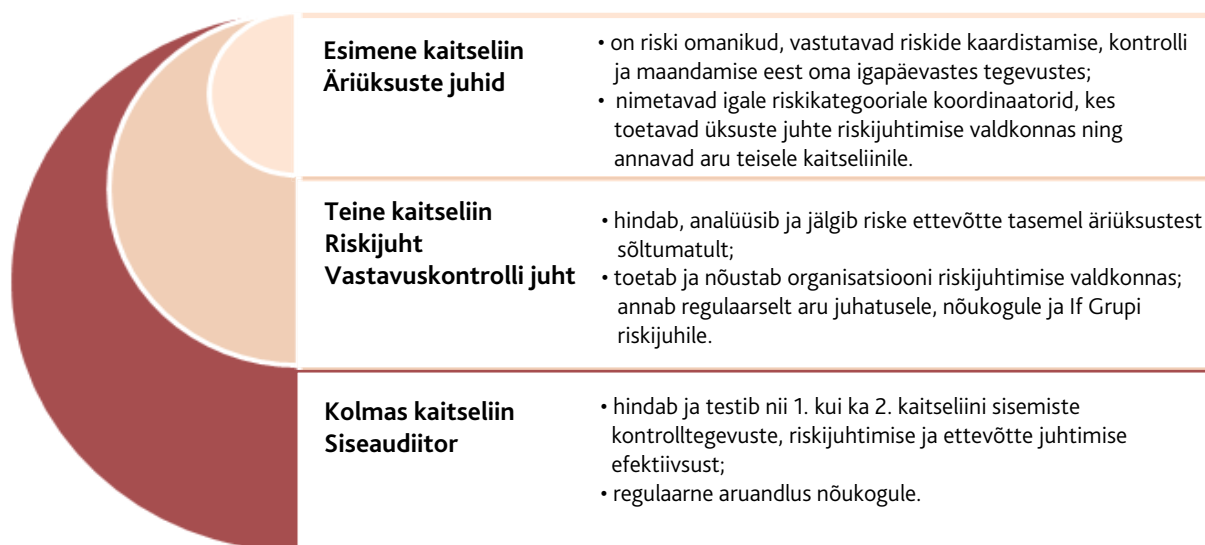 Esimene kaitseliin
Äriüksuste juhid
• on riski omanikud, vastutavad riskide kaardistamise, kontrolli
ja maandamise eest oma igapäevastes tegevustes;
• nimetavad igale riskikategooriale koordinaatorid, kes
toetavad üksuste juhte riskijuhtimise valdkonnas ning
annavad aru teisele kaitseliinile.
Teine kaitseliin
Riskijuht
Vastavuskontrolli juht
• hindab, analüüsib ja jälgib riske ettevõtte tasemel äriüksustest
sõltumatult;
• toetab ja nõustab organisatsiooni riskijuhtimise valdkonnas;
annab regulaarselt aru juhatusele, nõukogule ja If Grupi
riskijuhile.
Kolmas kaitseliin
Siseaudiitor
• hindab ja testib nii 1. kui ka 2. kaitseliini sisemiste
kontrolltegevuste, riskijuhtimise ja ettevõtte juhtimise
efektiivsust;
• regulaarne aruandlus nõukogule.